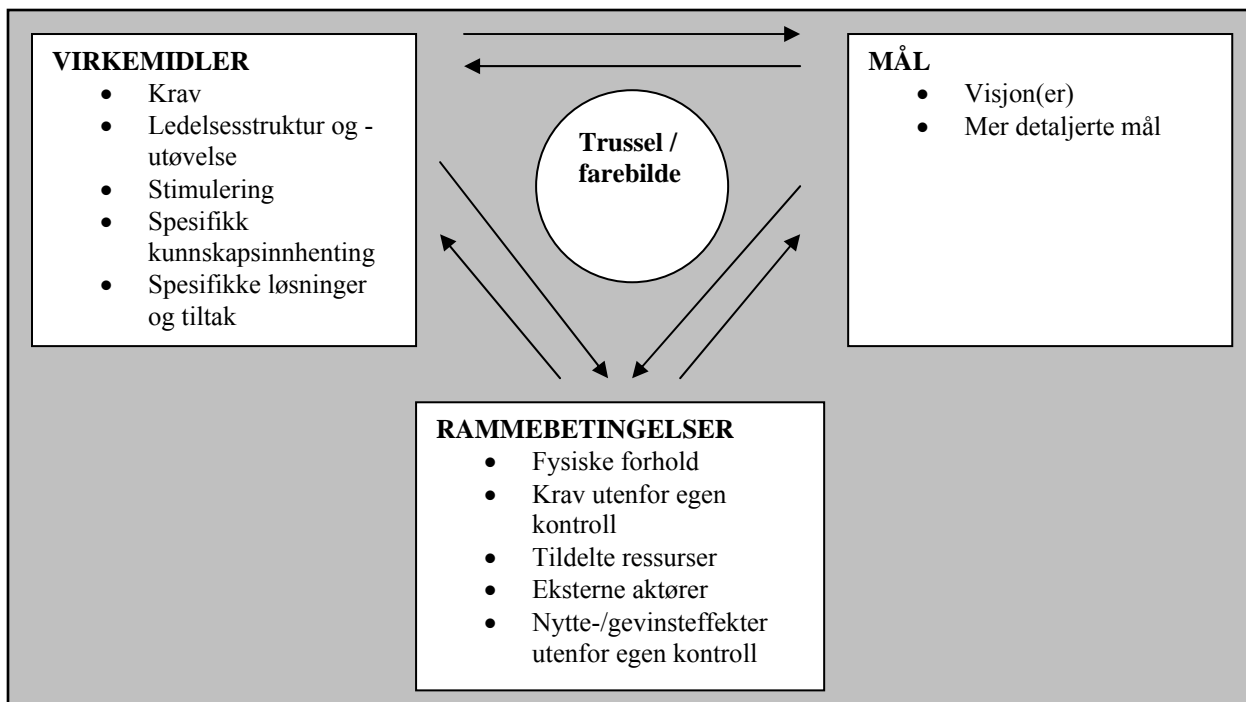 VIRKEMIDLER
• Krav
• Ledelsesstruktur og -
utøvelse
• Stimulering
• Spesifikk
kunnskapsinnhenting
• Spesifikke løsninger
og tiltak
Trussel /
farebilde
MÅL
• Visjon(er)
• Mer detaljerte mål
RAMMEBETINGELSER
• Fysiske forhold
• Krav utenfor egen
kontroll
• Tildelte ressurser
• Eksterne aktører
• Nytte-/gevinsteffekter
utenfor egen kontroll